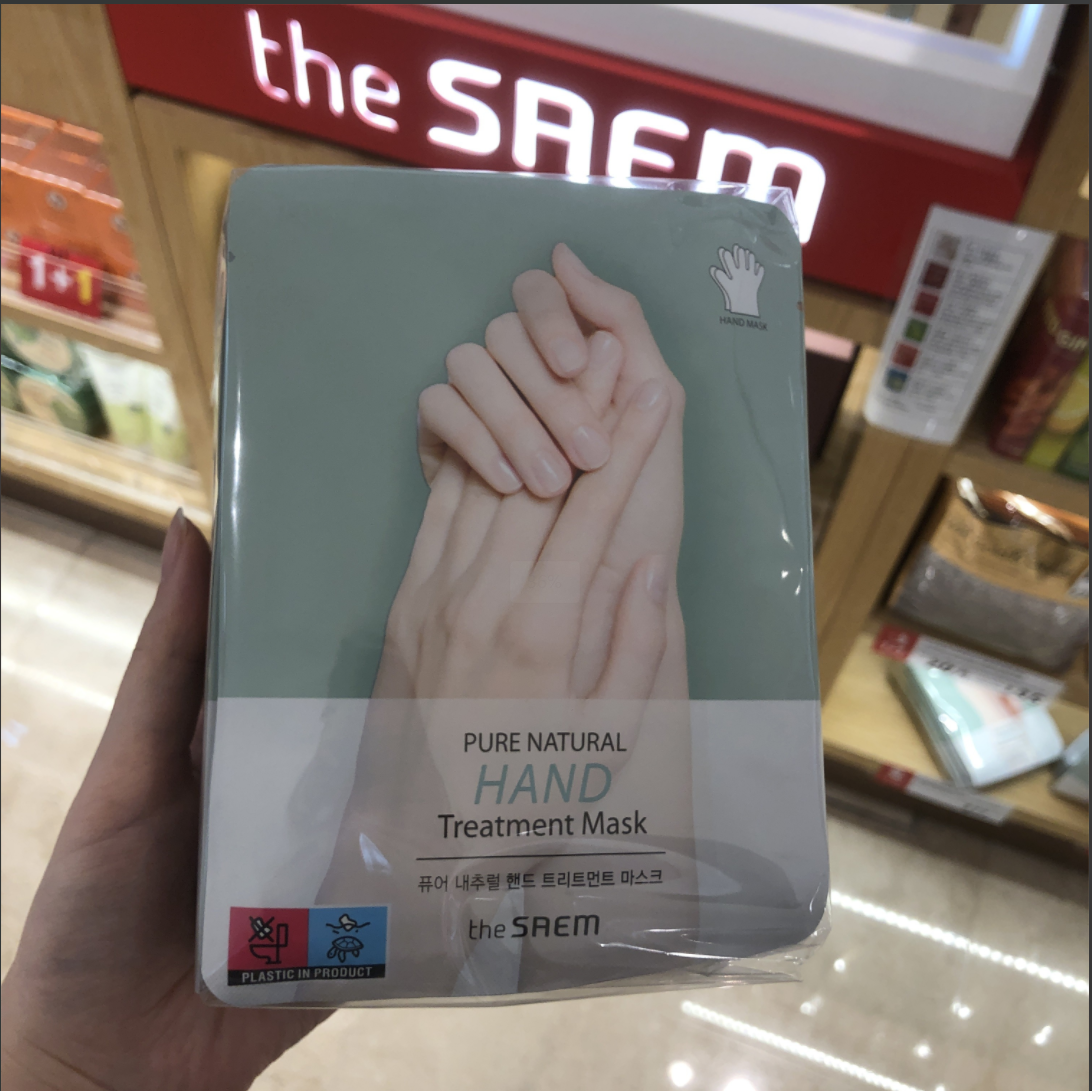 the SAEM
1+1
HAND MASK
PURE NATURAL
HAND
Treatment Mask
퓨어 내추럴 핸드 트리트먼트 마스크
the SAEM
PLASTIC IN PRODUCT